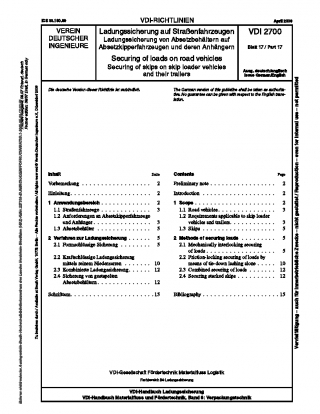 ICS 55.180.99
VDI-RICHTLINIEN
April 2009
VEREIN
DEUTSCHER
INGENIEURE
Ladungssicherung auf Straßenfahrzeugen
Ladungssicherung von Absetzbehältern auf
Absetzkipperfahrzeugen und deren Anhängern
Securing of loads on road vehicles
Securing of skips on skip loader vehicles
and their trailers
VDI 2700
Blatt 17 / Part 17
Ausg. deutsch/englisch
Issue German/English
Die deutsche Version dieser Richtlinie ist verbindlich.
The German version of this guideline shall be taken as authorita-
tive. No guarantee can be given with respect to the English trans-
lation.
Inhalt Seite
Vorbemerkung 2
Einleitung 2
1 Anwendungsbereich 2
1.1 Straßenfahrzeuge 3
1.2 Anforderungen an Absetzkipperfahrzeuge
und Anhänger 3
1.3 Absetzbehälter 3
2 Verfahren zur Ladungssicherung 5
2.1 Formschlüssige Sicherung 5
2.2 Kraftschlüssige Ladungssicherung
mittels reinem Niederzurren 10
2.3 Kombinierte Ladungssicherung 12
2.4 Sicherung von gestapelten
Absetzbehältern 12
Schrifttum 15
Contents Page
Preliminary note 2
Introduction 2
1 Scope 2
1.1 Road vehicles 3
1.2 Requirements applicable to skip loader
vehicles and trailers 3
1.3 Skips 3
2 Methods of securing loads 5
2.1 Mechanically interlocking securing
of loads 5
2.2 Friction-locking securing of loads by
means of tie-down lashing alone 10
2.3 Combined securing of loads 12
2.4 Securing stacked skips 12
Bibliography 15
VDI-Gesellschaft Fördertechnik Materialfluss Logistik
Fachbereich B6 Ladungssicherung
VDI-Handbuch Ladungssicherung
VDI-Handbuch Materialfluss und Fördertechnik, Band 8: Verpackungstechnik
Vervielfältigung – auch für innerbetriebliche Zwecke – nicht gestattet / Reproduction – even for internal use – not permitted